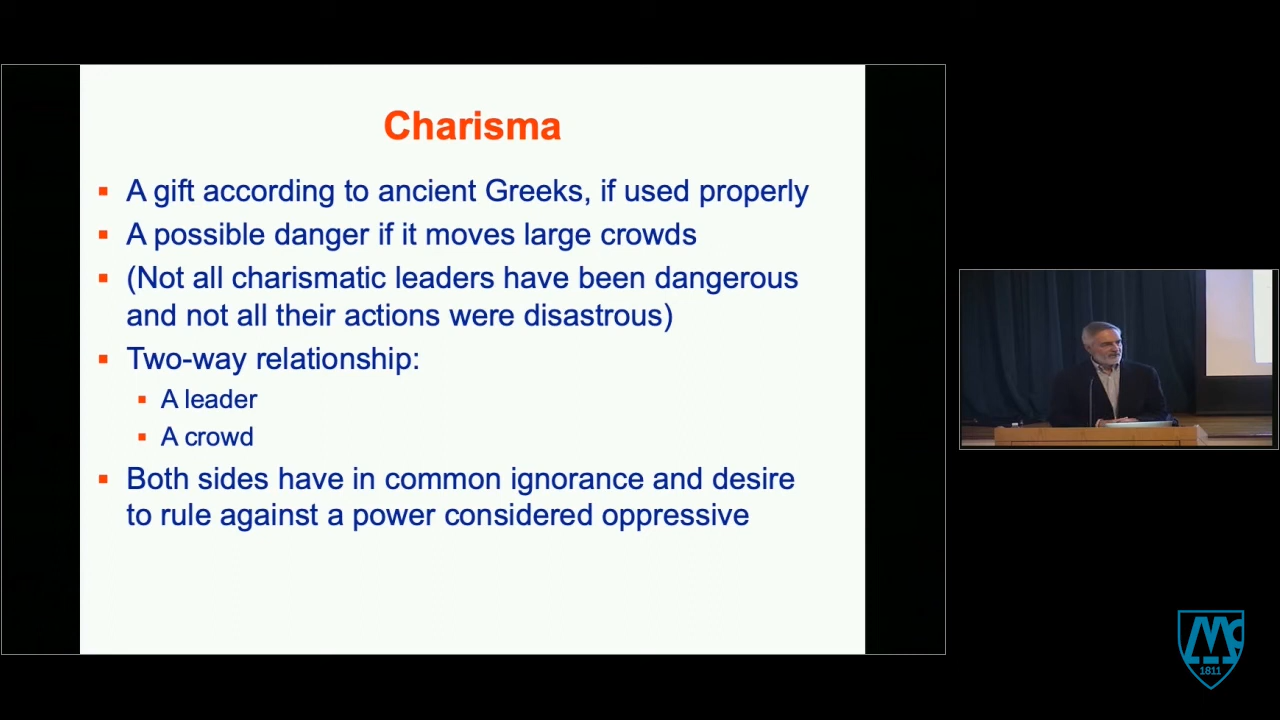 Charisma
A gift according to ancient Greeks, if used properly
A possible danger if it moves large crowds
(Not all charismatic leaders have been dangerous
and not all their actions were disastrous)
Two-way relationship:
A leader
A crowd
Both sides have in common ignorance and desire
to rule against a power considered oppressive
1811